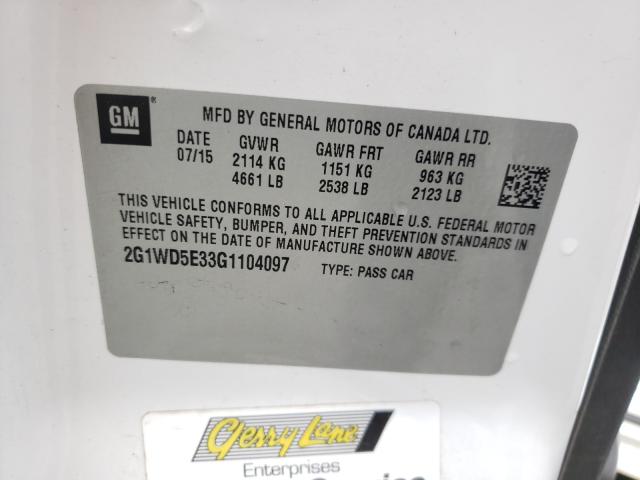 GM®
MFD BY GENERAL MOTORS OF CANADA LTD.
DATE GVWR GAWR FRT GAWR RR
07/15 2114 KG 1151 KG 963 KG
4661 LB 2538 LB 2123 LB
THIS VEHICLE CONFORMS TO ALL APPLICABLE U.S. FEDERAL MOTOR
VEHICLE SAFETY, BUMPER, AND THEFT PREVENTION STANDARDS IN
EFFECT ON THE DATE OF MANUFACTURE SHOWN ABOVE.
2G1WD5E33G1104097 TYPE: PASS CAR
Gerry Lane
Enterprises